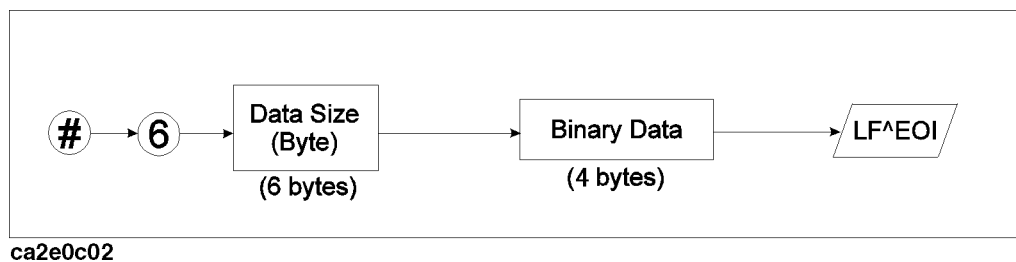 #
6
Data Size
(Byte)
(6 bytes)
Binary Data
(4 bytes)
LF^EOI
ca2e0c02